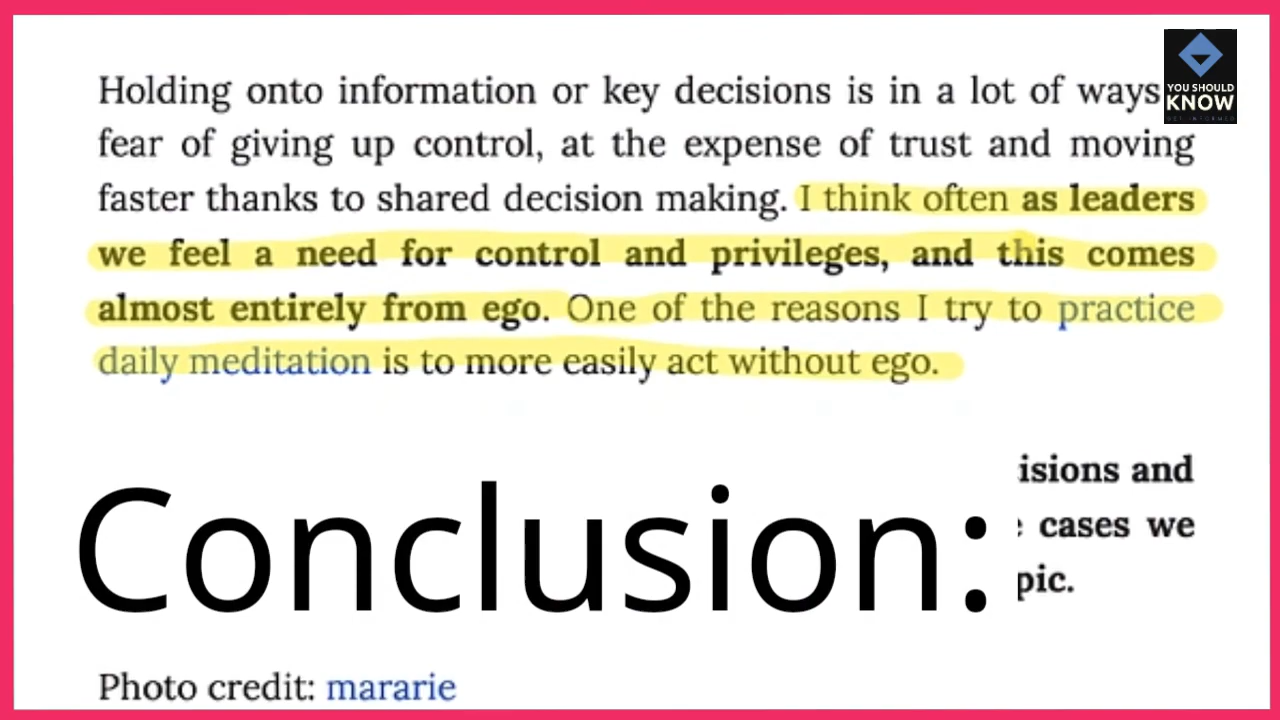 Holding onto information or key decisions is in a lot of ways
fear of giving up control, at the expense of trust and moving
faster thanks to shared decision making. I think often as leaders
we feel a need for control and privileges, and this comes
almost entirely from ego. One of the reasons I try to practice
daily meditation is to more easily act without ego.
isions and
cases we
pic.
Conclusion:
Photo credit: mararie
YOU SHOULD
KNOW
GET INFORMED